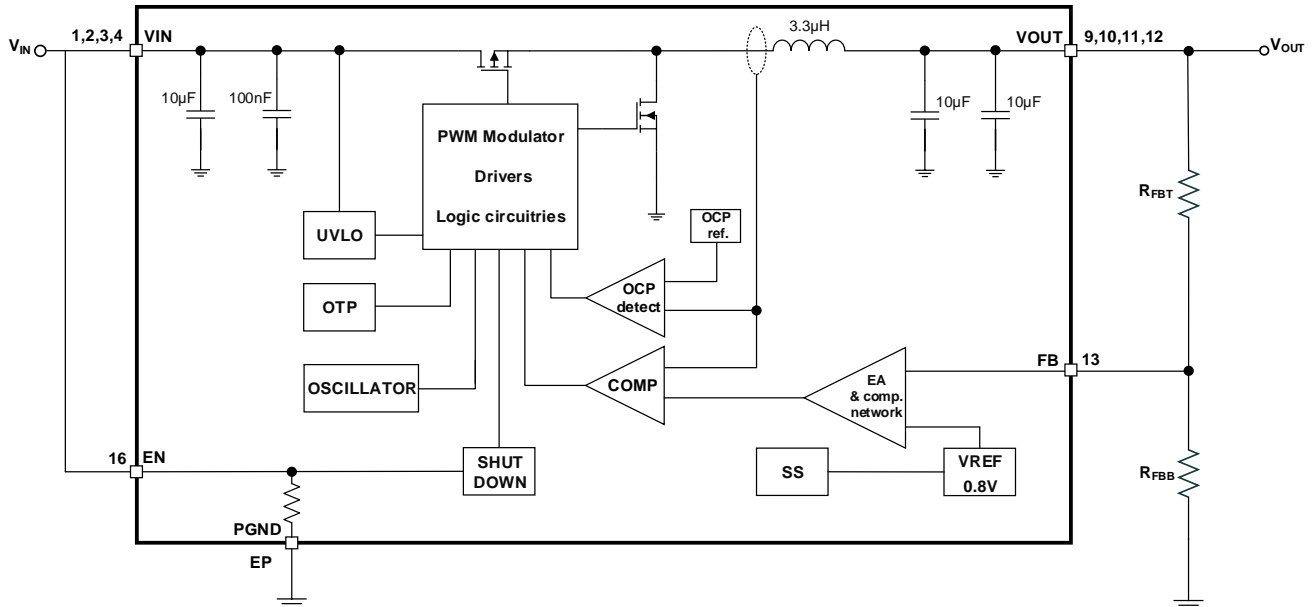 1,2,3,4
VIN
VIN
3.3µH
VOUT
9,10,11,12
VOUT
10µF
100nF
10µF
10µF
PWM Modulator
Drivers
Logic circuitries
RFBT
UVLO
OCP
ref.
OTP
OCP
detect
OSCILLATOR
COMP
EA
& comp.
network
FB
13
16
EN
SHUT
DOWN
SS
VREF
0.8V
RFBB
PGND
EP